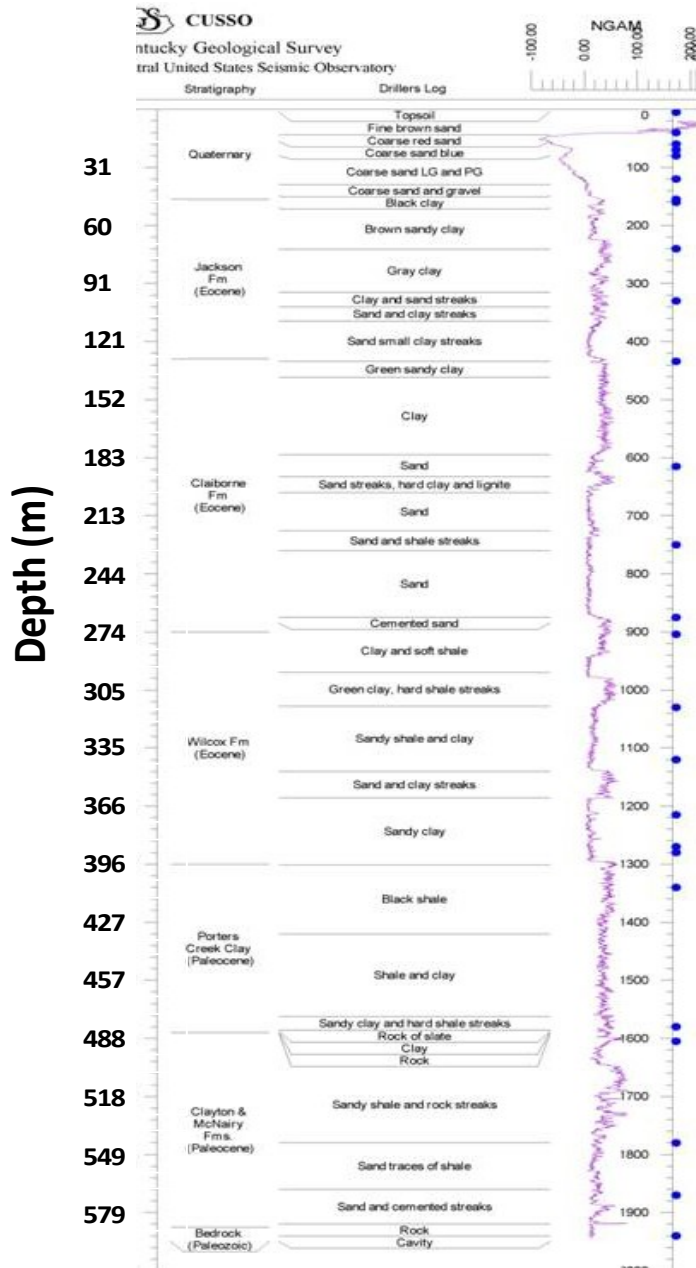 GS CUSSO
ntucky Geological Survey
tral United States Seismic Observatory
Stratigraphy
Drillers Log
NGAM
-100.00
0.00
100.00
200.00
Depth (m)
31
60
91
121
152
183
213
244
274
305
335
366
396
427
457
488
518
549
579
Quaternary
Jackson
Fm
(Eocene)
Claiborne
Fm
(Eocene)
Wilcox Fm
(Eocene)
Porters
Creek Clay
(Paleocene)
Clayton &
McNairy
Fms.
(Paleocene)
Bedrock
(Paleozoic)
Topsoil
Fine brown sand
Coarse red sand
Coarse sand blue
Coarse sand LG and PG
Coarse sand and gravel
Black clay
Brown sandy clay
Gray clay
Clay and sand streaks
Sand and clay streaks
Sand small clay streaks
Green sandy clay
Clay
Sand
Sand streaks, hard clay and lignite
Sand
Sand and shale streaks
Sand
Cemented sand
Clay and soft shale
Green clay, hard shale streaks
Sandy shale and clay
Sand and clay streaks
Sandy clay
Black shale
Shale and clay
Sandy clay and hard shale streaks
Rock of slate
Clay
Rock
Sandy shale and rock streaks
Sand traces of shale
Sand and cemented streaks
Rock
Cavity
0
100
200
300
400
500
600
700
800
900
1000
1100
1200
1300
1400
1500
1600
1700
1800
1900